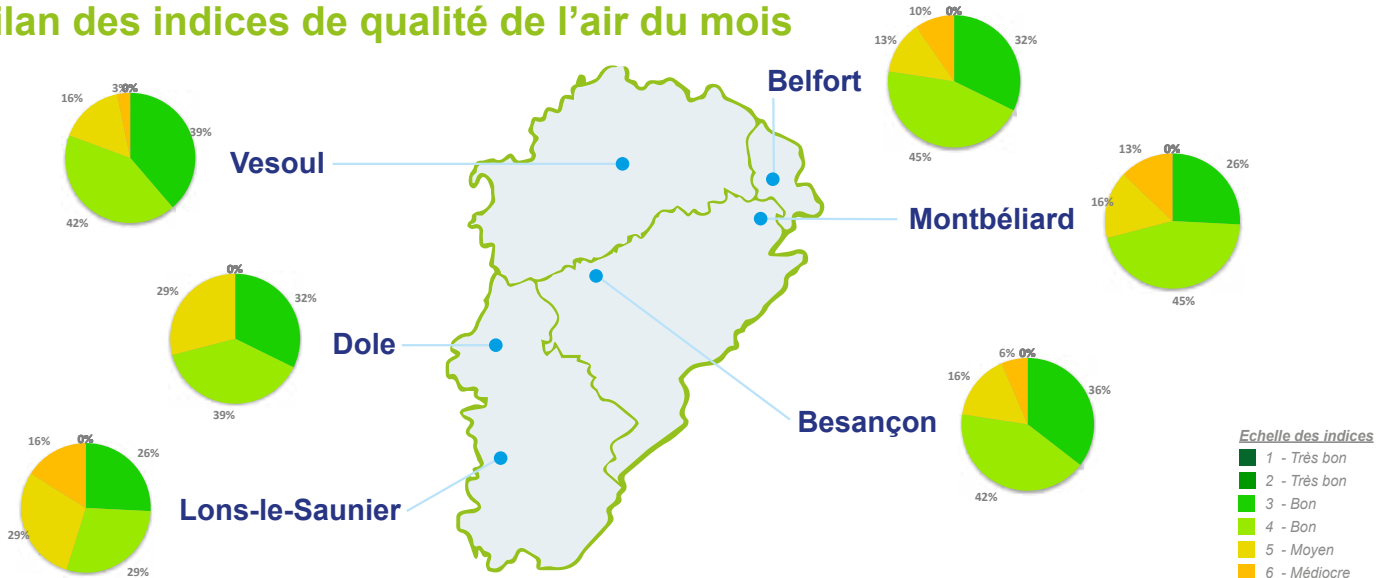 ilan des indices de qualité de l'air du mois
10%
0%
13%
32%
Belfort
45%
3%
0%
16%
39%
Vesoul
42%
13%
0%
26%
16%
Montbéliard
45%
0%
29%
32%
Dole
39%
6%
0%
16%
36%
Besançon
42%
16%
0%
26%
29%
Lons-le-Saunier
29%
Echelle des indices
1 - Très bon
2 - Très bon
3 - Bon
4 - Bon
5 - Moyen
6 - Médiocre